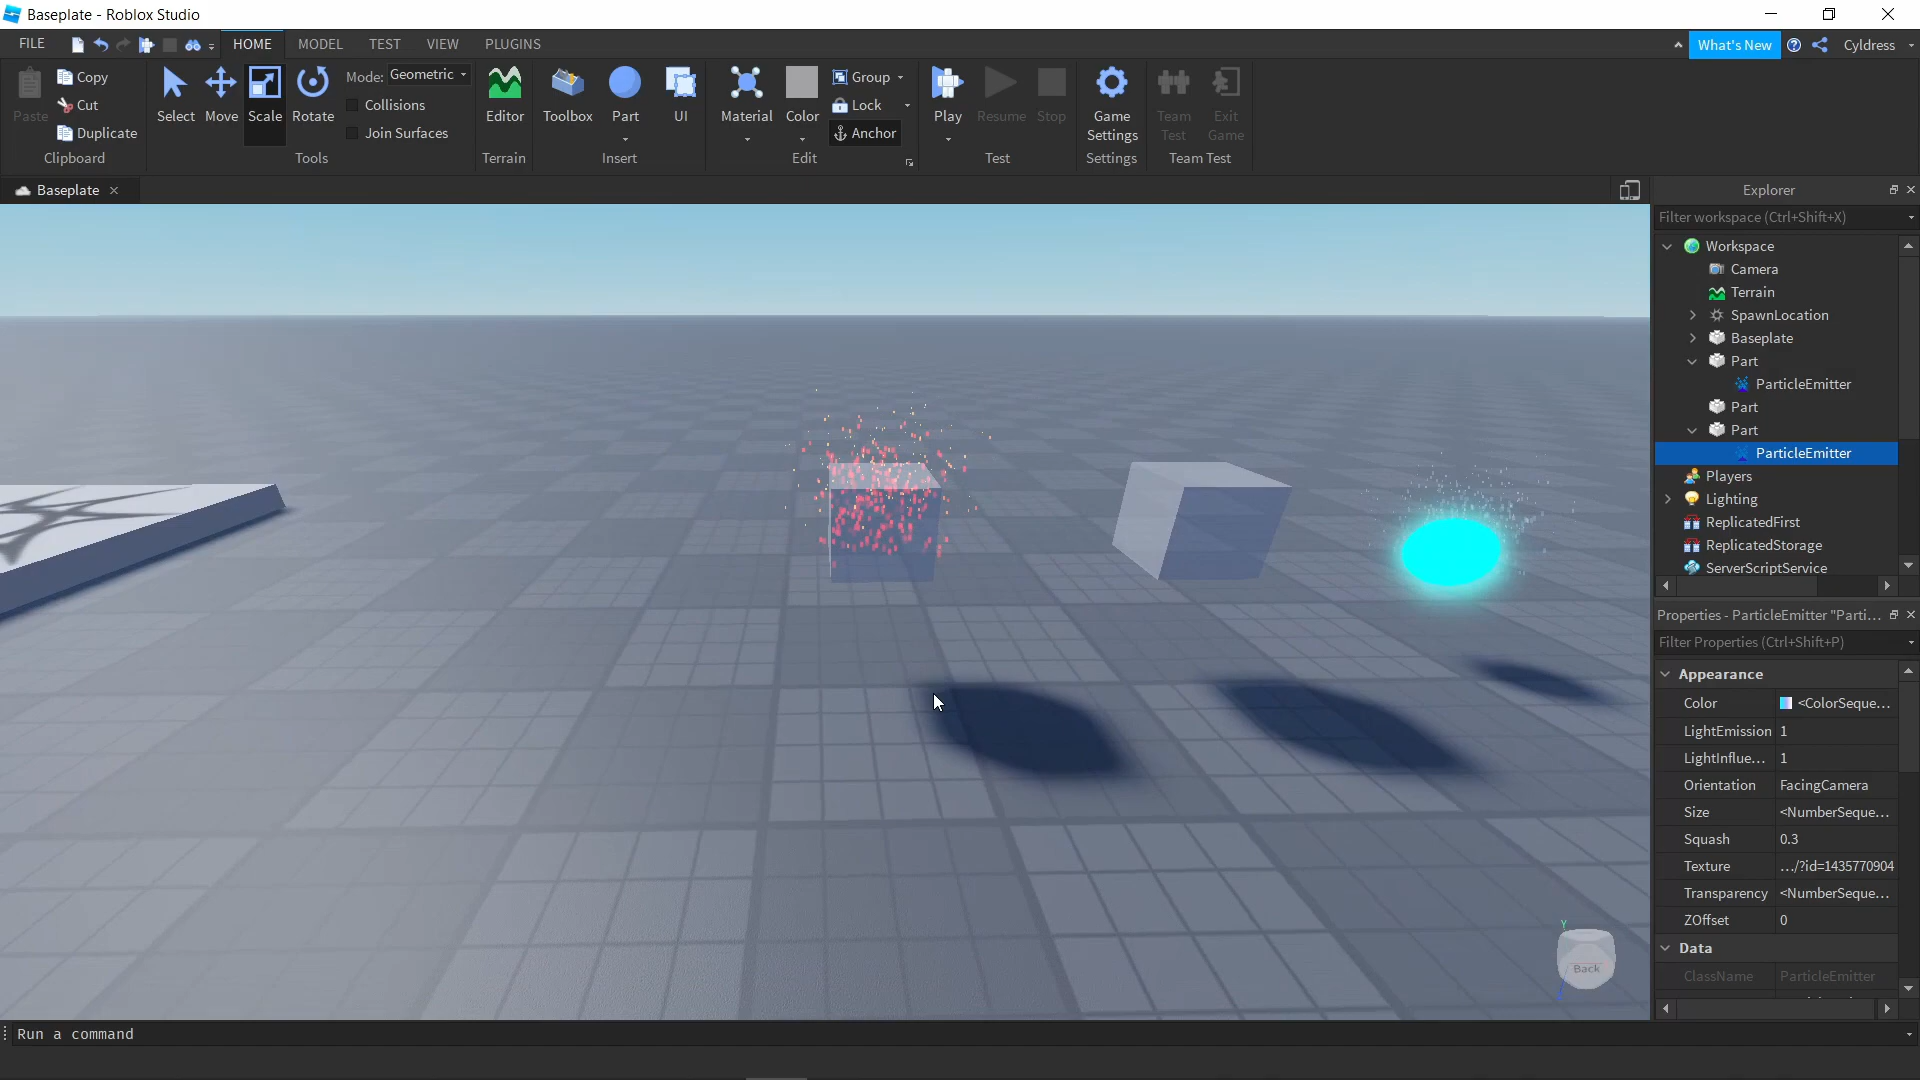 Baseplate - Roblox Studio
FILE HOME MODEL TEST VIEW PLUGINS What's New Cyldress
Paste Copy Cut Duplicate
Clipboard
Select Move Scale Rotate Mode: Geometric
Collisions
Join Surfaces
Tools
Editor
Terrain
Toolbox Part UI
Insert
Material Color Group
Lock
Anchor
Edit
Play Resume Stop
Test
Game
Settings
Settings
Team
Test
Exit
Game
Team Test
Baseplate
Explorer
Filter workspace (Ctrl+Shift+X)
Workspace
Camera
Terrain
SpawnLocation
Baseplate
Part
ParticleEmitter
Part
Part
ParticleEmitter
Players
Lighting
ReplicatedFirst
ReplicatedStorage
ServerScriptService
Properties - ParticleEmitter "Parti...
Filter Properties (Ctrl+Shift+P)
Appearance
Color <ColorSeque...
LightEmission 1
LightInflue... 1
Orientation FacingCamera
Size <NumberSeque...
Squash 0.3
Texture .../?id=1435770904
Transparency <NumberSeque...
ZOffset 0
Data
ClassName ParticleEmitter
Y
Back
Run a command